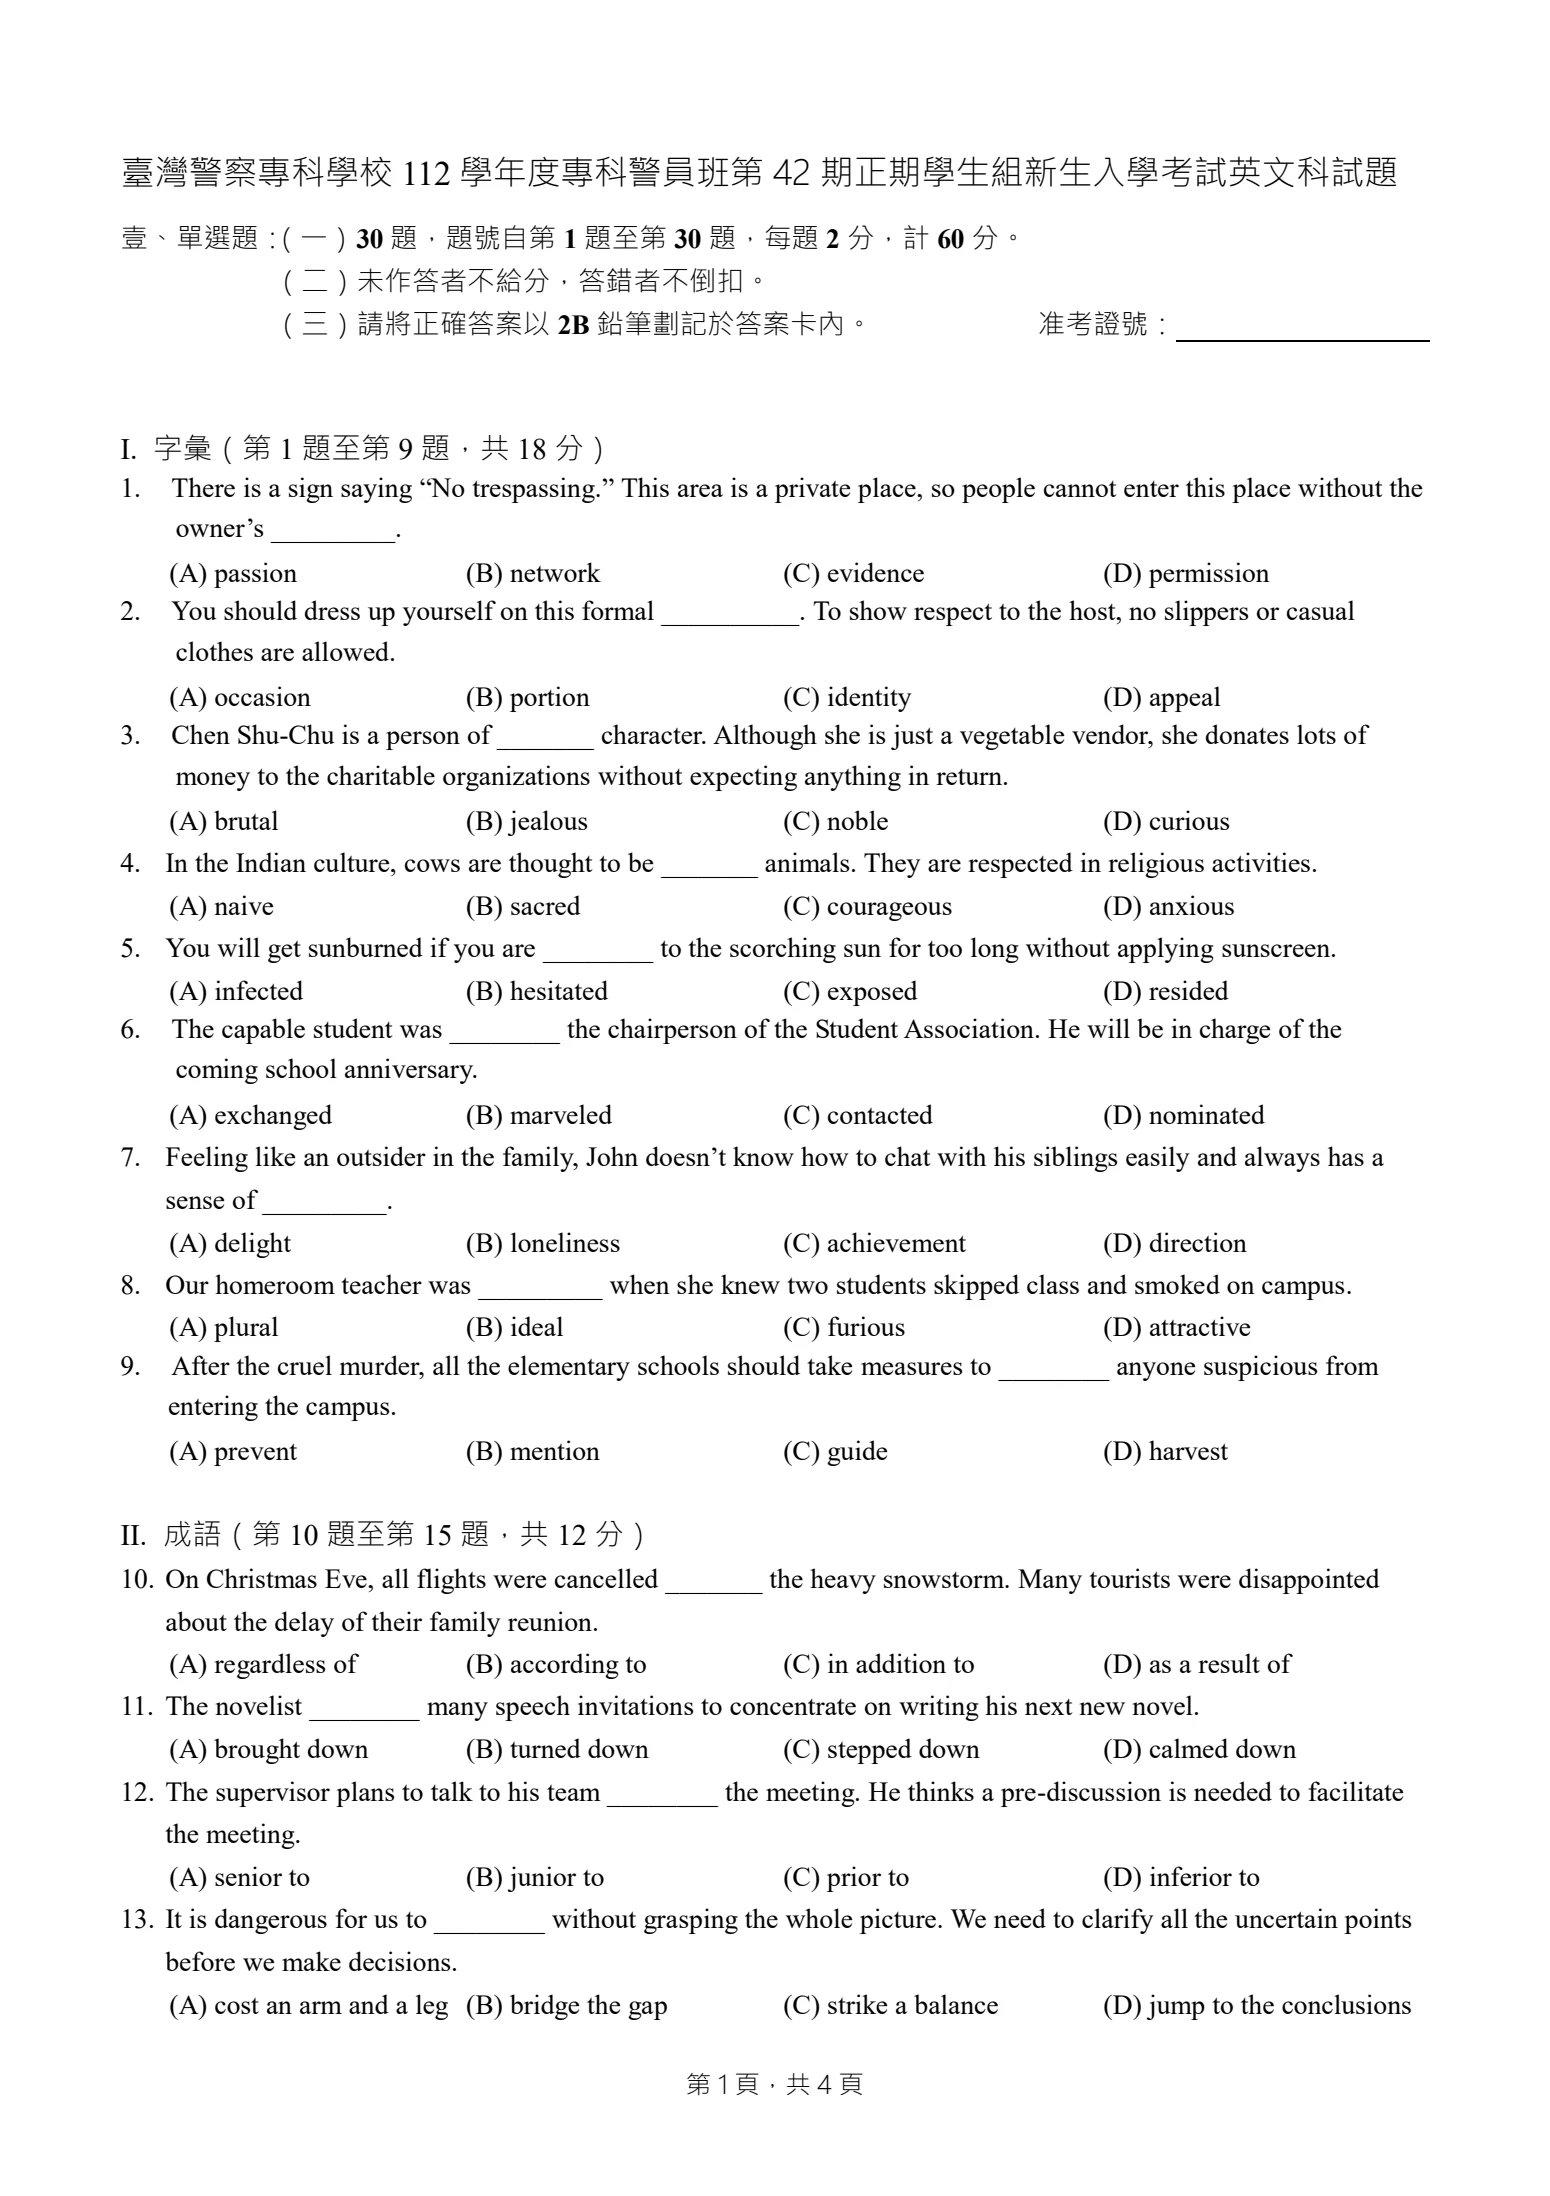 臺灣警察專科學校 112 學年度專科警員班第 42 期正期學生組新生入學考試英文科試題
壹、單選題：（一）30 題，題號自第 1 題至第 30 題，每題 2 分，計 60 分。
（二）未作答者不給分，答錯者不倒扣。
（三）請將正確答案以 2B 鉛筆劃記於答案卡內。 准考證號：__________
I. 字彙（第 1 題至第 9 題，共 18 分）
1. There is a sign saying “No trespassing.” This area is a private place, so people cannot enter this place without the
owner’s _________.
(A) passion (B) network (C) evidence (D) permission
2. You should dress up yourself on this formal __________. To show respect to the host, no slippers or casual
clothes are allowed.
(A) occasion (B) portion (C) identity (D) appeal
3. Chen Shu-Chu is a person of _______ character. Although she is just a vegetable vendor, she donates lots of
money to the charitable organizations without expecting anything in return.
(A) brutal (B) jealous (C) noble (D) curious
4. In the Indian culture, cows are thought to be _______ animals. They are respected in religious activities.
(A) naive (B) sacred (C) courageous (D) anxious
5. You will get sunburned if you are ________ to the scorching sun for too long without applying sunscreen.
(A) infected (B) hesitated (C) exposed (D) resided
6. The capable student was ________ the chairperson of the Student Association. He will be in charge of the
coming school anniversary.
(A) exchanged (B) marveled (C) contacted (D) nominated
7. Feeling like an outsider in the family, John doesn’t know how to chat with his siblings easily and always has a
sense of _________.
(A) delight (B) loneliness (C) achievement (D) direction
8. Our homeroom teacher was _________ when she knew two students skipped class and smoked on campus.
(A) plural (B) ideal (C) furious (D) attractive
9. After the cruel murder, all the elementary schools should take measures to ________ anyone suspicious from
entering the campus.
(A) prevent (B) mention (C) guide (D) harvest
II. 成語（第 10 題至第 15 題，共 12 分）
10. On Christmas Eve, all flights were cancelled _______ the heavy snowstorm. Many tourists were disappointed
about the delay of their family reunion.
(A) regardless of (B) according to (C) in addition to (D) as a result of
11. The novelist ________ many speech invitations to concentrate on writing his next new novel.
(A) brought down (B) turned down (C) stepped down (D) calmed down
12. The supervisor plans to talk to his team ________ the meeting. He thinks a pre-discussion is needed to facilitate
the meeting.
(A) senior to (B) junior to (C) prior to (D) inferior to
13. It is dangerous for us to ________ without grasping the whole picture. We need to clarify all the uncertain points
before we make decisions.
(A) cost an arm and a leg (B) bridge the gap (C) strike a balance (D) jump to the conclusions
第 1 頁，共 4 頁